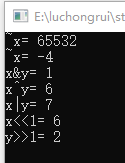 E:\luchongrui\st
~x= 65532
~x= -4
x&y= 1
x^y= 6
x|y= 7
x<<1= 6
y>>1= 2